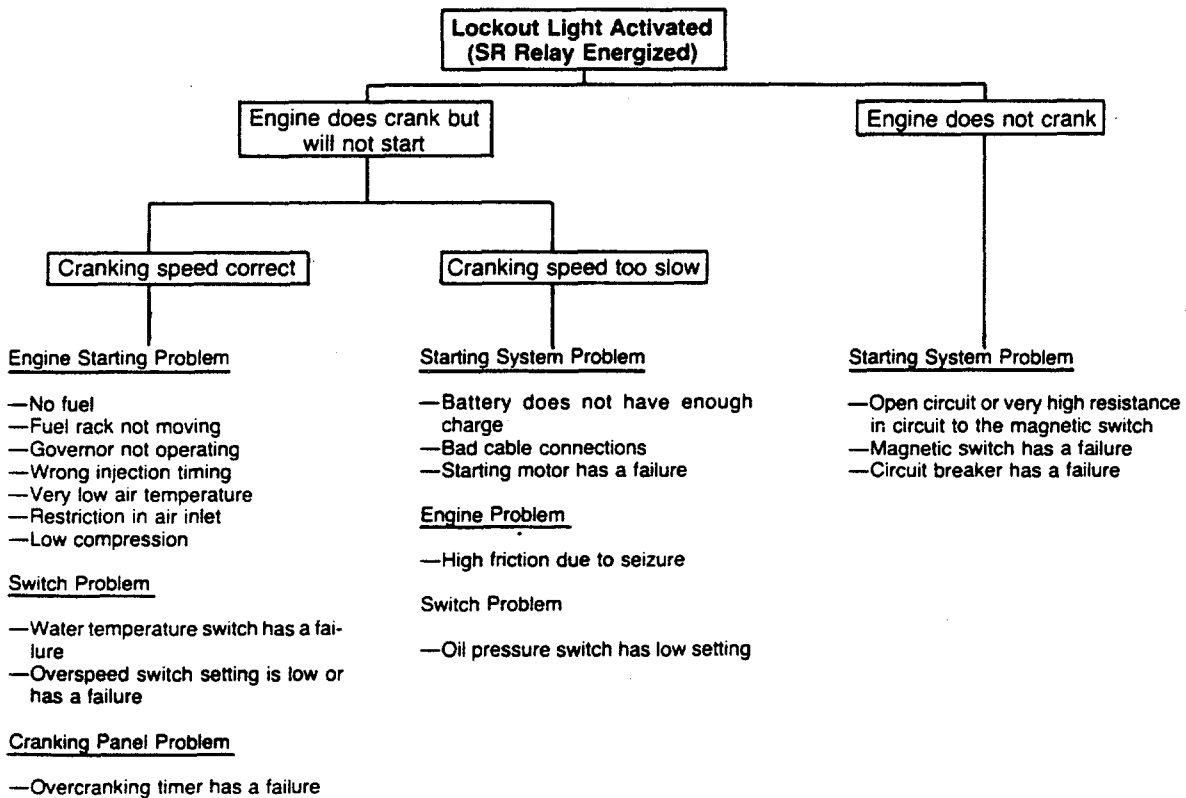 Lockout Light Activated
(SR Relay Energized)
Engine does crank but
will not start
Engine does not crank
Cranking speed correct
Cranking speed too slow
Engine Starting Problem
—No fuel
—Fuel rack not moving
—Governor not operating
—Wrong injection timing
—Very low air temperature
—Restriction in air inlet
—Low compression
Switch Problem
—Water temperature switch has a fai-
lure
—Overspeed switch setting is low or
has a failure
Cranking Panel Problem
—Overcranking timer has a failure
Starting System Problem
—Battery does not have enough
charge
—Bad cable connections
—Starting motor has a failure
Engine Problem
—High friction due to seizure
Switch Problem
—Oil pressure switch has low setting
Starting System Problem
—Open circuit or very high resistance
in circuit to the magnetic switch
—Magnetic switch has a failure
—Circuit breaker has a failure